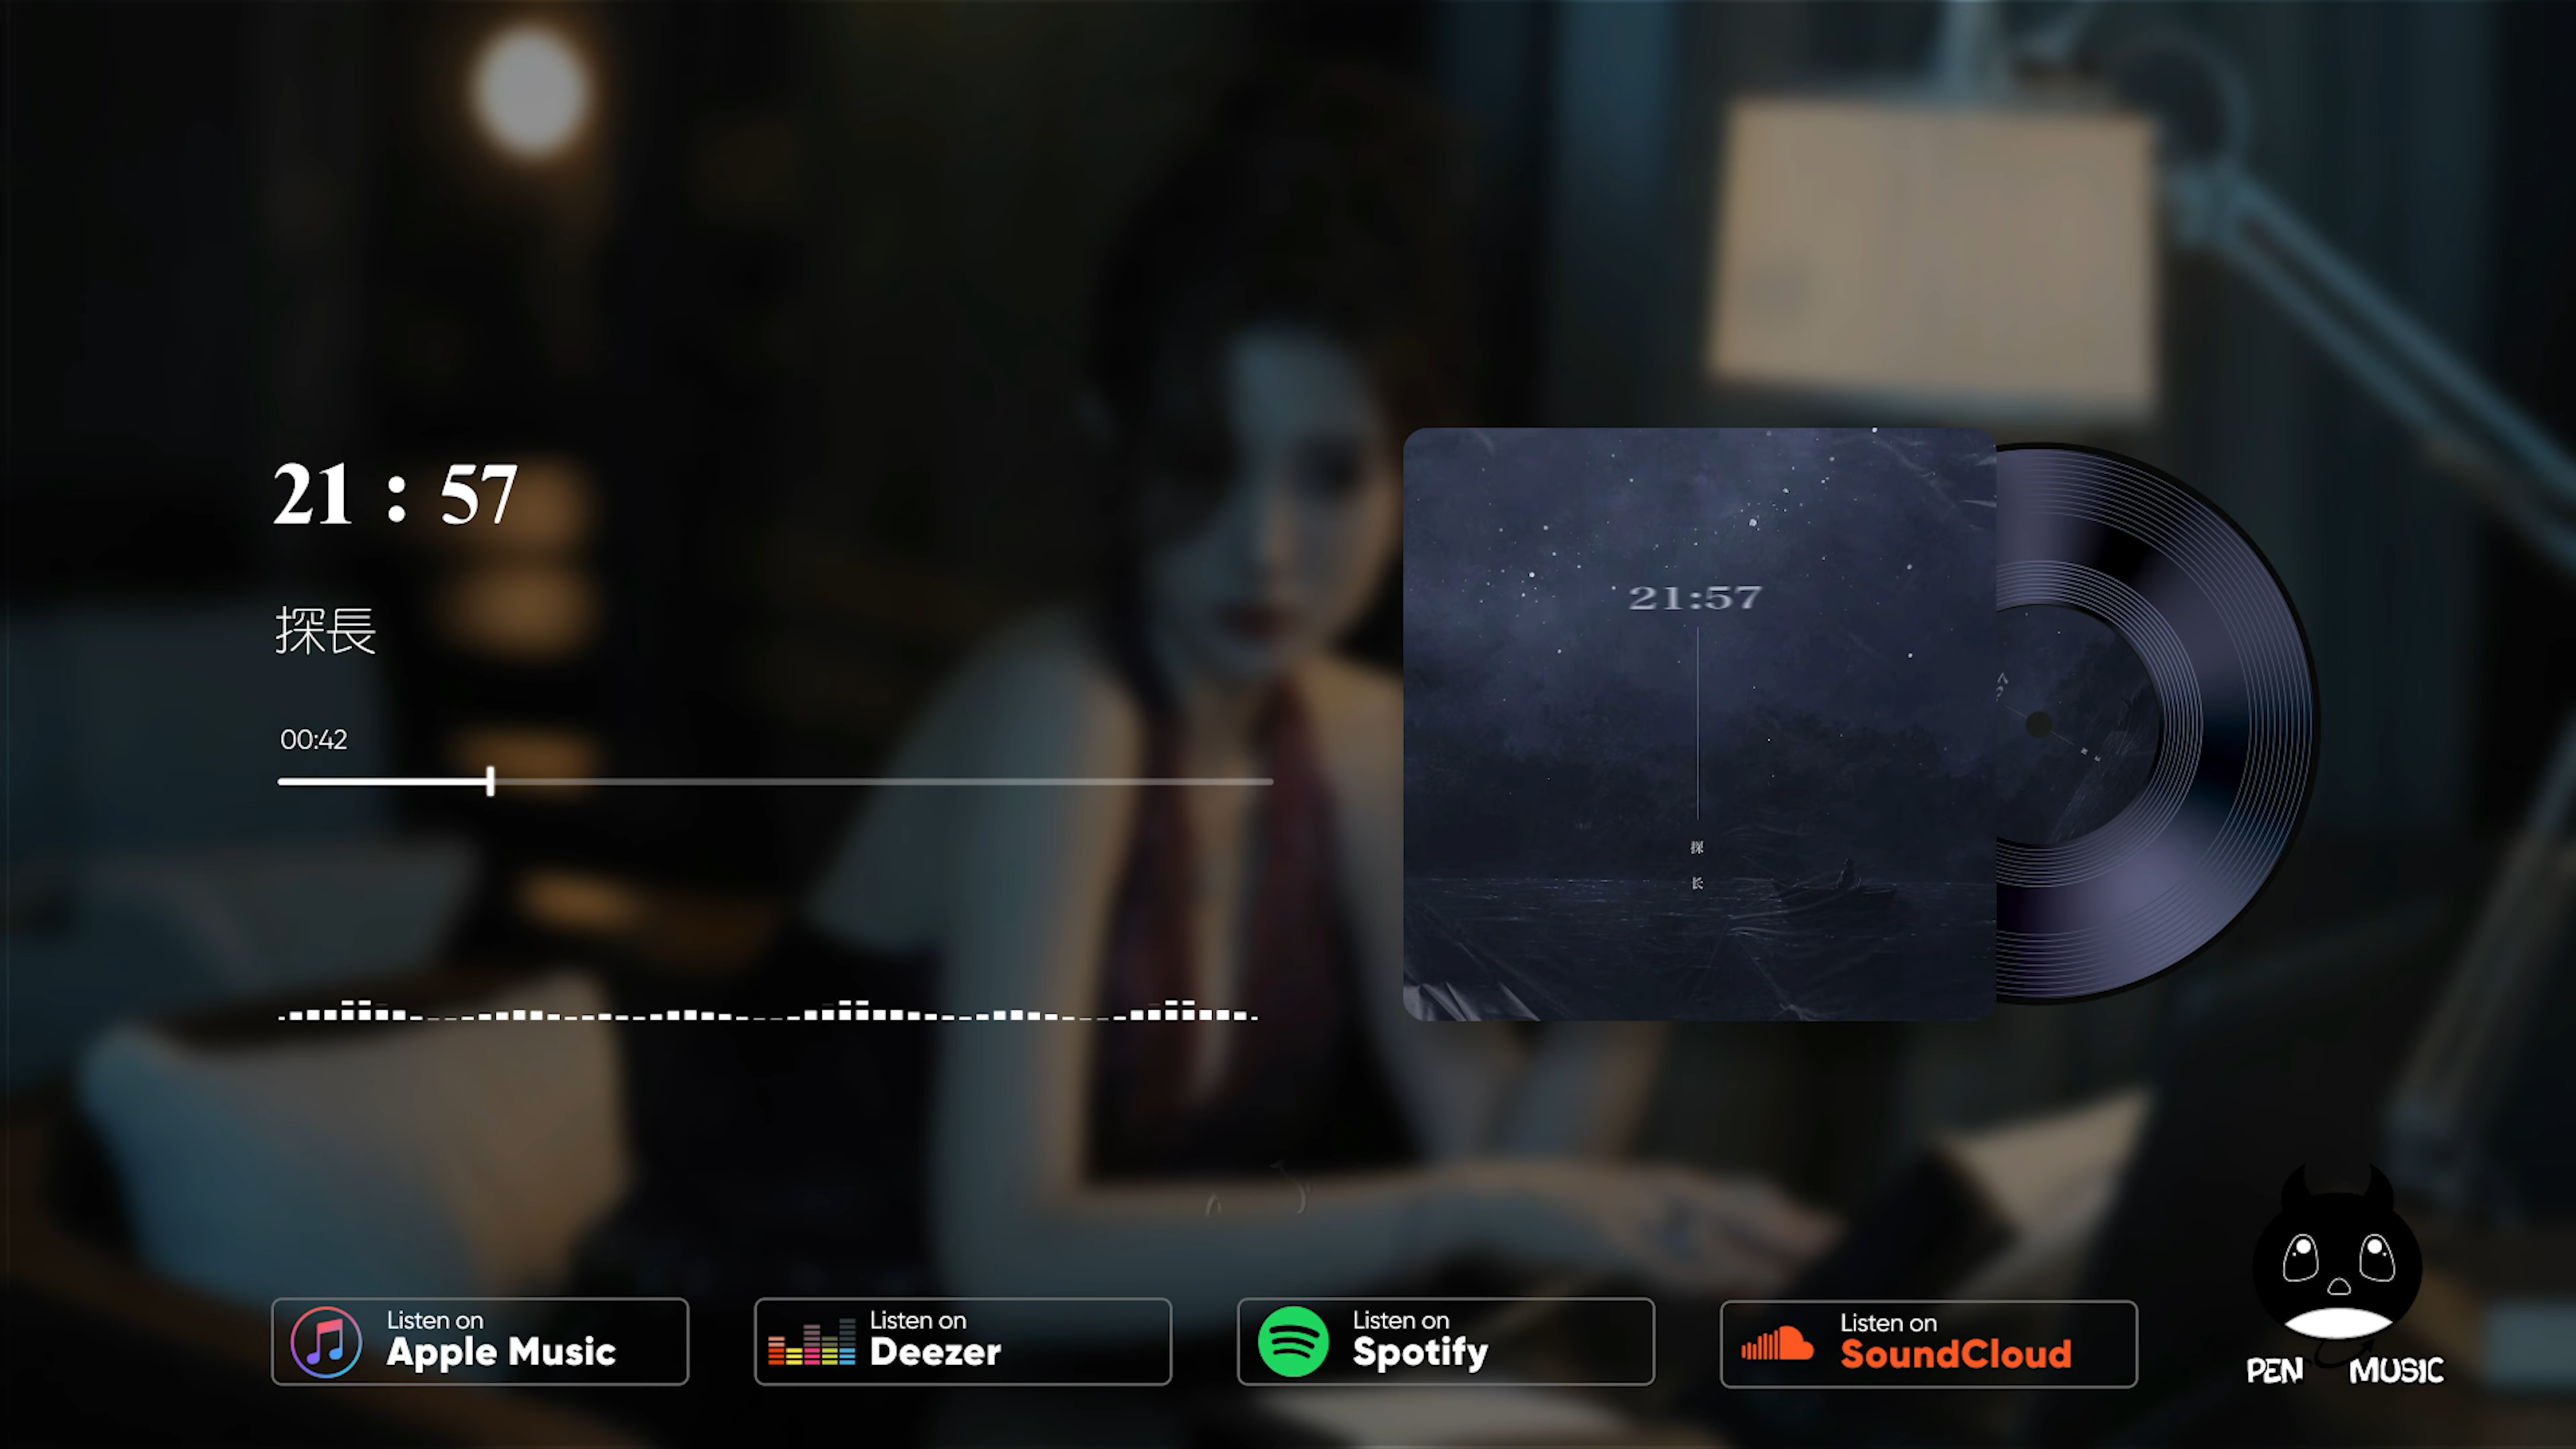 21 : 57
探長
00:42
21:57
探
长
Listen on
Apple Music
Listen on
Deezer
Listen on
Spotify
Listen on
SoundCloud
PEN MUSIC